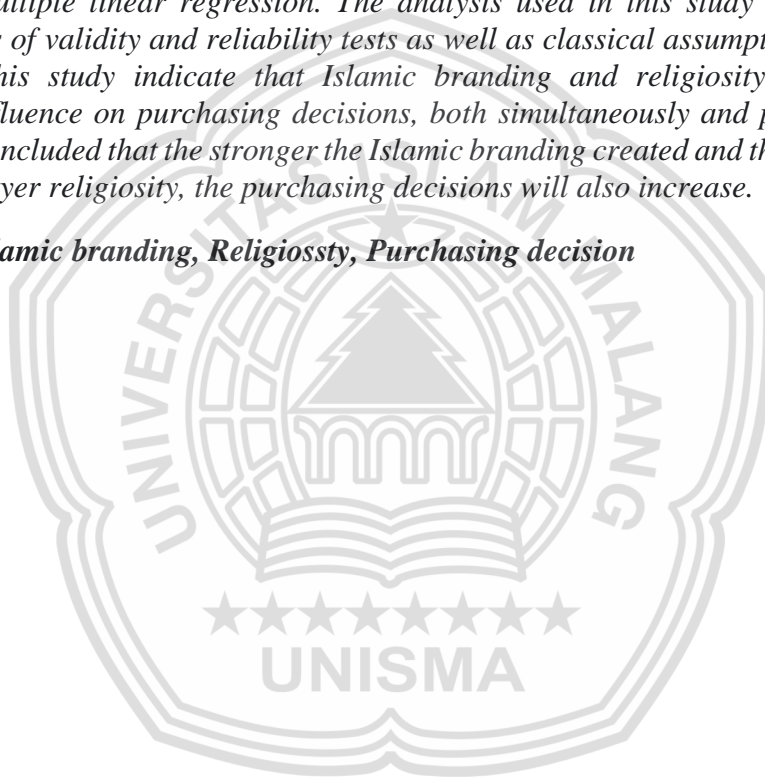 ultiple linear regression. The analysis used in this study
of validity and reliability tests as well as classical assumpt
his study indicate that Islamic branding and religiosity
fluence on purchasing decisions, both simultaneously and p
ncluded that the stronger the Islamic branding created and th
yer religiosity, the purchasing decisions will also increase.
lamic branding, Religiossty, Purchasing decision
UNIVERSITAS ISLAM MALANG
UNISMA